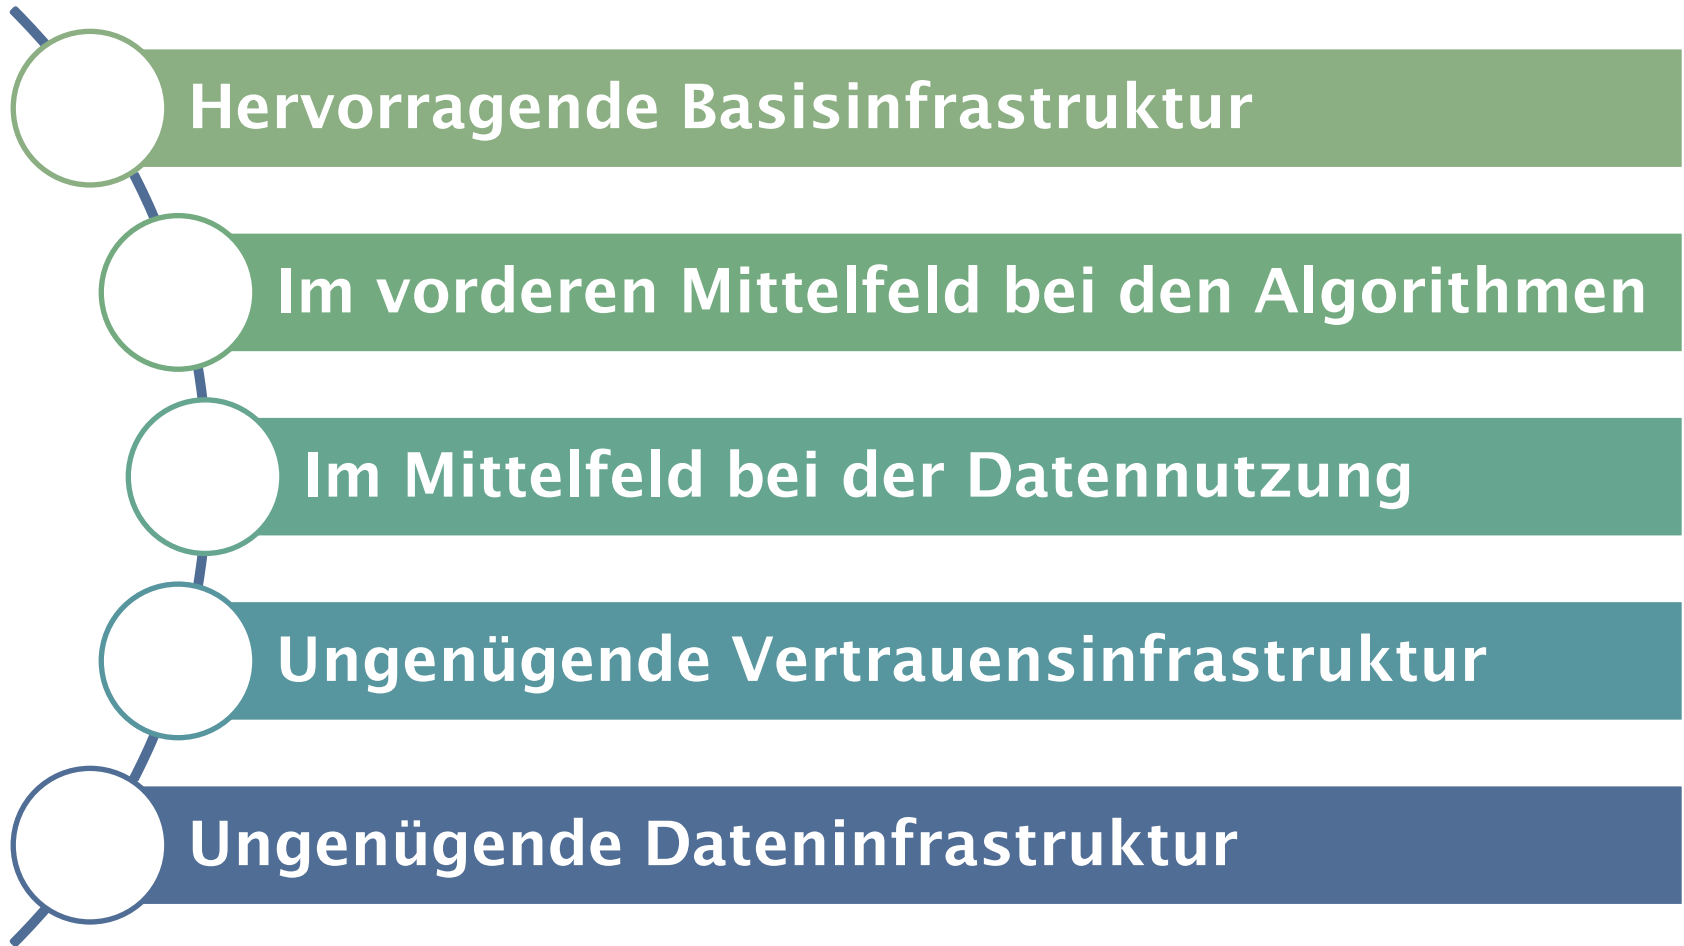 Hervorragende Basisinfrastruktur
Im vorderen Mittelfeld bei den Algorithmen
Im Mittelfeld bei der Datennutzung
Ungenügende Vertrauensinfrastruktur
Ungenügende Dateninfrastruktur